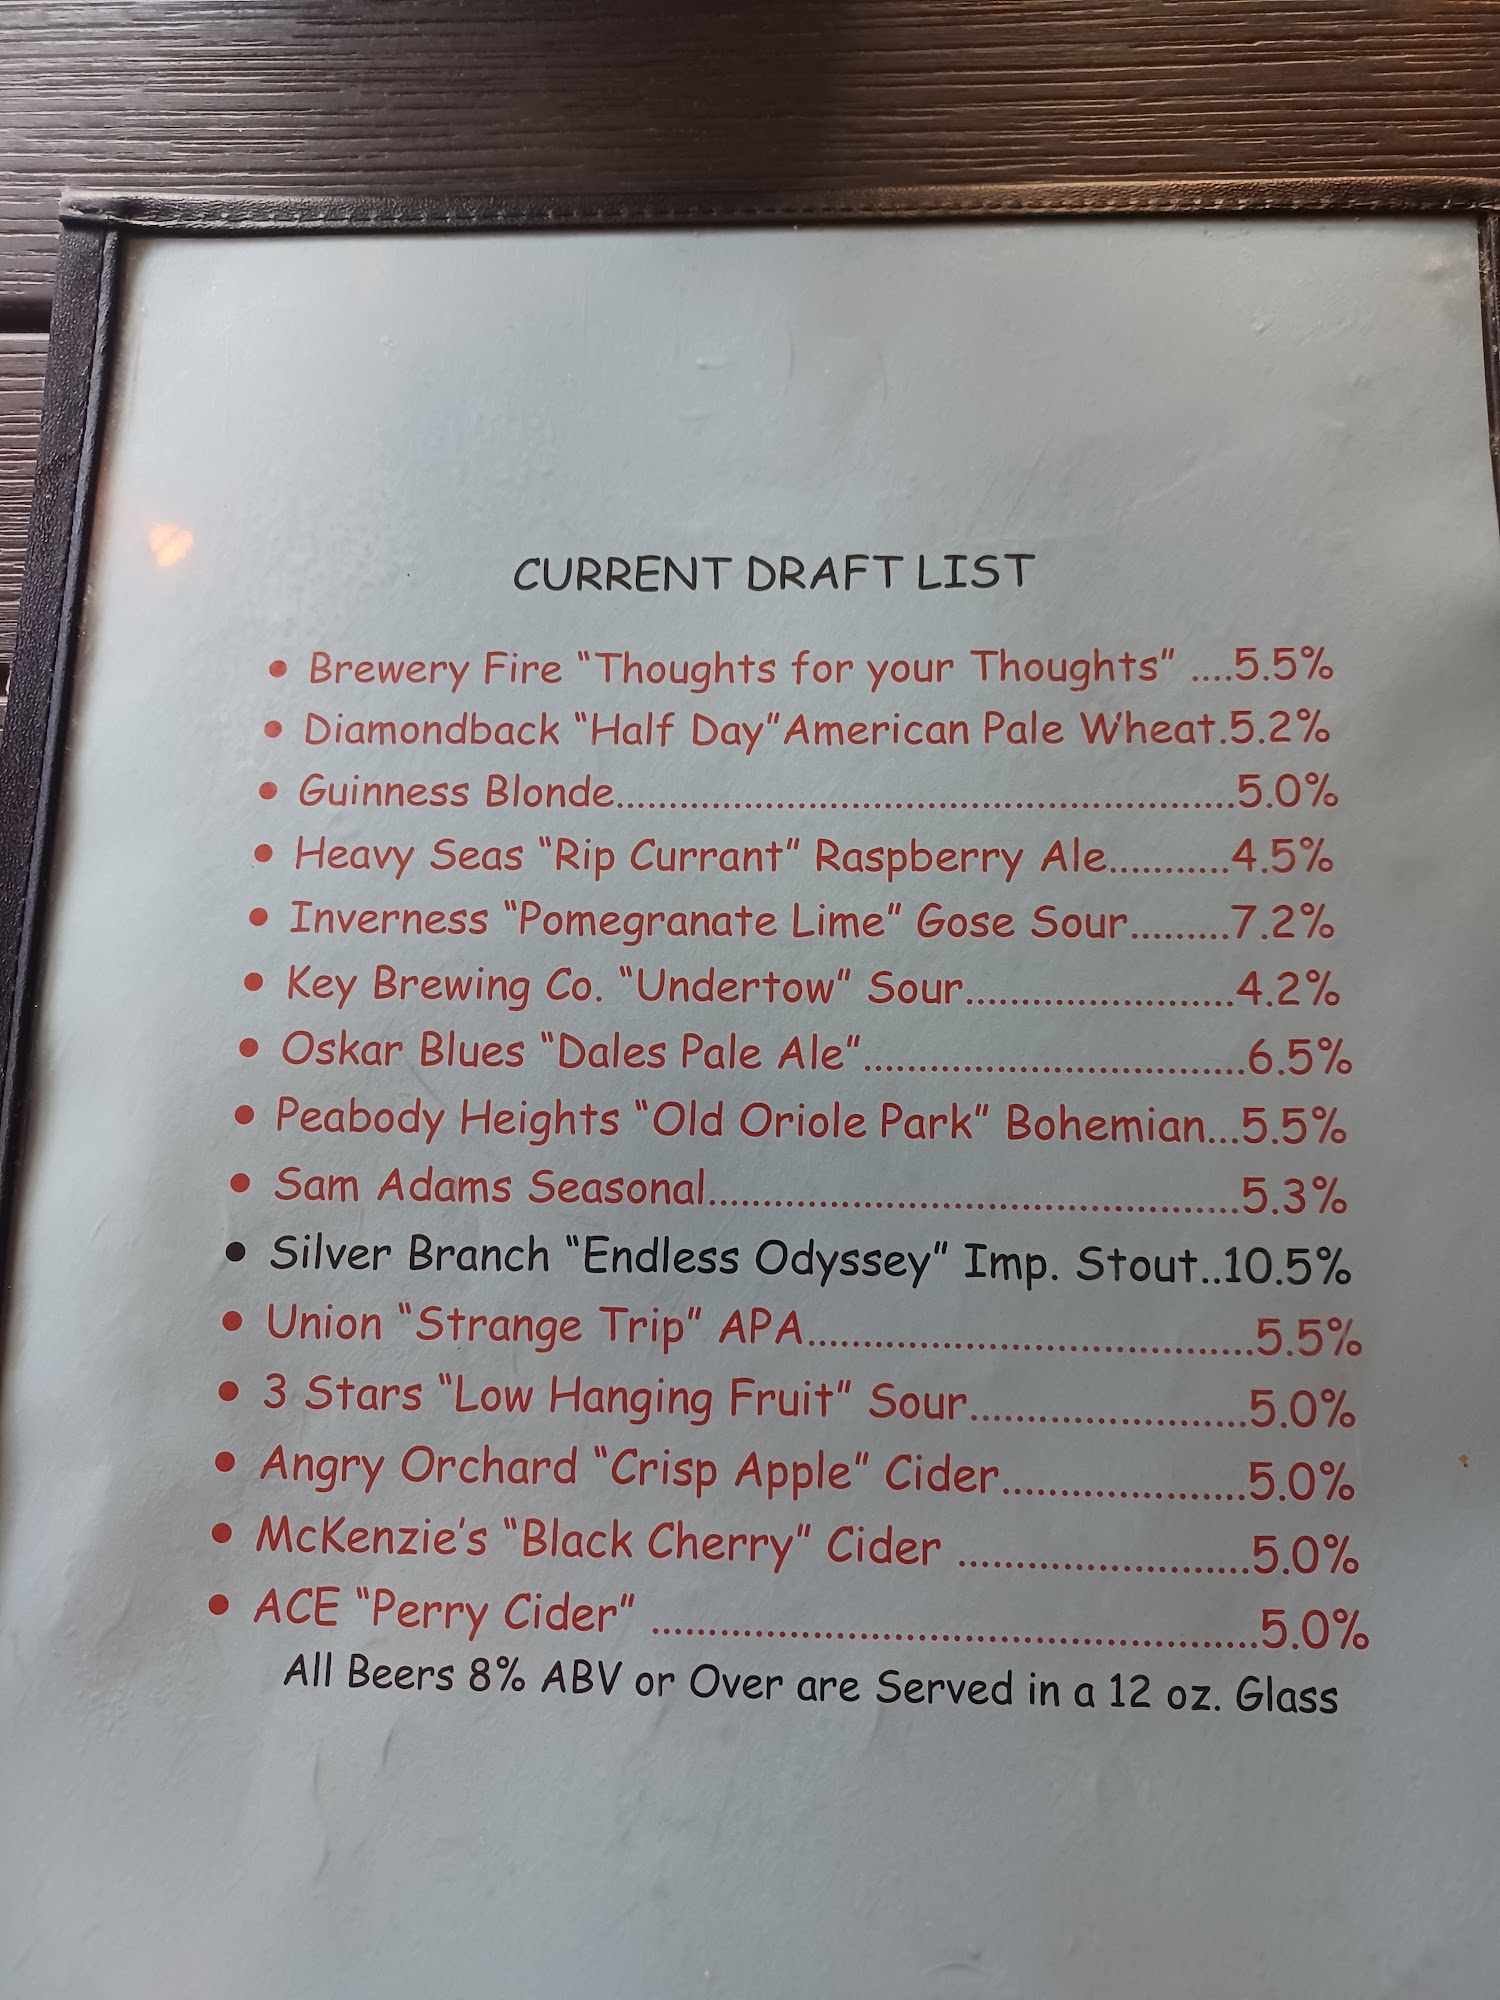 CURRENT DRAFT LIST
• Brewery Fire "Thoughts for your Thoughts" ....5.5%
• Diamondback "Half Day"American Pale Wheat.5.2%
• Guinness Blonde..........................................................5.0%
• Heavy Seas "Rip Currant" Raspberry Ale...........4.5%
• Inverness "Pomegranate Lime" Gose Sour.........7.2%
• Key Brewing Co. "Undertow" Sour.........................4.2%
• Oskar Blues "Dales Pale Ale"...................................6.5%
• Peabody Heights "Old Oriole Park" Bohemian...5.5%
• Sam Adams Seasonal.................................................5.3%
• Silver Branch "Endless Odyssey" Imp. Stout..10.5%
• Union "Strange Trip" APA.........................................5.5%
• 3 Stars "Low Hanging Fruit" Sour.........................5.0%
• Angry Orchard "Crisp Apple" Cider......................5.0%
• McKenzie's "Black Cherry" Cider ..........................5.0%
• ACE "Perry Cider" .......................................................5.0%
All Beers 8% ABV or Over are Served in a 12 oz. Glass